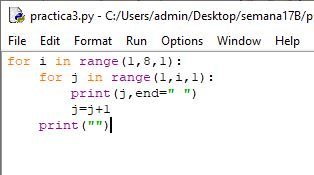 practica3.py - C:/Users/admin/Desktop/semana17B/p
File Edit Format Run Options Window Help
for i in range(1,8,1):
    for j in range(1,i,1):
        print(j,end=" ")
        j=j+1
    print("")